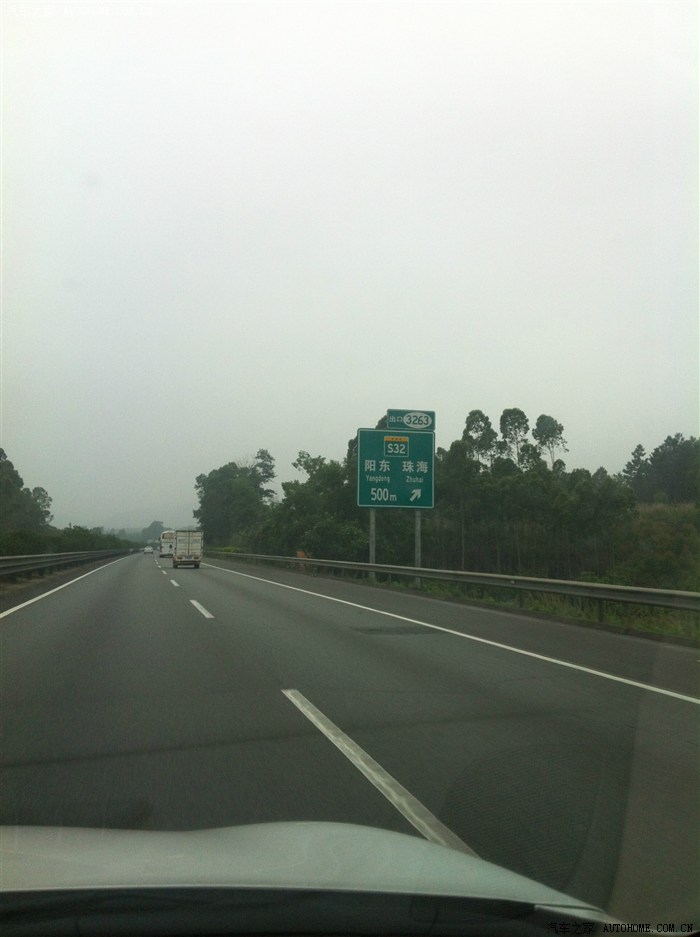 出口 3263
S32
阳东 珠海
Yangdong Zhuhai
500m
汽车之家 AUTOHOME.COM.CN